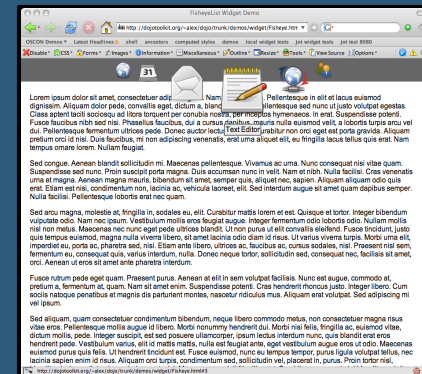 FisheyeList Widget Demo
http://dojotoolkit.org/~alex/dojo/trunk/demos/widget/Fisheye.htm
OSCON Demos Latest Headlines shell ancestors computed styles demos local widget tests jot widget tests jot test 8080
Disable* CSS* Forms* Images* Information* Miscellaneous* Outline* Resize* Tools* View Source Options*
31
Text Editor
Lorem ipsum dolor sit amet, consectetuer Nam Pellentesque in elit et lacus euismod
dignissim. Aliquam dolor pede, convallis eget, dictum a, blandit pellentesque sed nunc ut justo volutpat egestas.
Class aptent taciti sociosqu ad litora torquent per conubia nostra, per inceptos hymenaeos. In erat. Suspendisse potenti.
Fusce faucibus nibh sed nisi. Phasellus faucibus, dui a cursus dapibus, mauris nulla euismod velit, a lobortis turpis arcu vel
dui. Pellentesque fermentum ultrices pede. Donec auctor lectus Curabitur non orci eget est porta gravida. Aliquam
pretium orci id nisi. Duis faucibus, mi non adipiscing venenatis, erat urna aliquet elit, eu fringilla lacus tellus quis erat. Nam
tempus ornare lorem. Nullam feugiat.
Sed congue. Aenean blandit sollicitudin mi. Maecenas pellentesque. Vivamus ac urna. Nunc consequat nisi vitae quam.
Suspendisse sed nunc. Proin suscipit porta magna. Duis accumsan nunc in velit. Nam et nibh. Nulla facilisi. Cras venenatis
urna et magna. Aenean magna mauris, bibendum sit amet, semper quis, aliquet nec, sapien. Aliquam aliquam odio quis
erat. Etiam est nisi, condimentum non, lacinia ac, vehicula laoreet, elit. Sed interdum augue sit amet quam dapibus semper.
Nulla facilisi. Pellentesque lobortis erat nec quam.
Sed arcu magna, molestie at, fringilla in, sodales eu, elit. Curabitur mattis lorem et est. Quisque et tortor. Integer bibendum
vulputate odio. Nam nec ipsum. Vestibulum mollis eros feugiat augue. Integer fermentum odio lobortis odio. Nullam mollis
nisl non metus. Maecenas nec nunc eget pede ultrices blandit. Ut non purus ut elit convallis eleifend. Fusce tincidunt, justo
quis tempus euismod, magna nulla viverra libero, sit amet lacinia odio diam id risus. Ut varius viverra turpis. Morbi urna elit,
imperdiet eu, porta ac, pharetra sed, nisi. Etiam ante libero, ultrices ac, faucibus ac, cursus sodales, nisl. Praesent nisl sem,
fermentum eu, consequat quis, varius interdum, nulla. Donec neque tortor, sollicitudin sed, consequat nec, facilisis sit amet,
orci. Aenean ut eros sit amet ante pharetra interdum.
Fusce rutrum pede eget quam. Praesent purus. Aenean at elit in sem volutpat facilisis. Nunc est augue, commodo at,
pretium a, fermentum at, quam. Nam sit amet enim. Suspendisse potenti. Cras hendrerit rhoncus justo. Integer libero. Cum
sociis natoque penatibus et magnis dis parturient montes, nascetur ridiculus mus. Aliquam erat volutpat. Sed adipiscing mi
vel ipsum.
Sed aliquam, quam consectetuer condimentum bibendum, neque libero commodo metus, non consectetuer magna risus
vitae eros. Pellentesque mollis augue id libero. Morbi nonummy hendrerit dui. Morbi nisi felis, fringilla ac, euismod vitae,
dictum mollis, pede. Integer suscipit, est sed posuere ullamcorper, ipsum lectus interdum nunc, quis blandit erat eros
hendrerit pede. Vestibulum varius, elit id mattis mattis, nulla est feugiat ante, eget vestibulum augue eros ut odio. Maecenas
euismod purus quis felis. Ut hendrerit tincidunt est. Fusce euismod, nunc eu tempus tempor, purus ligula volutpat tellus, nec
lacinia sapien enim id risus. Aliquam orci turpis, condimentum sed, sollicitudin vel, placerat in, purus. Proin tortor nisl,
http://dojotoolkit.org/~alex/dojo/trunk/demos/widget/Fisheye.html#3